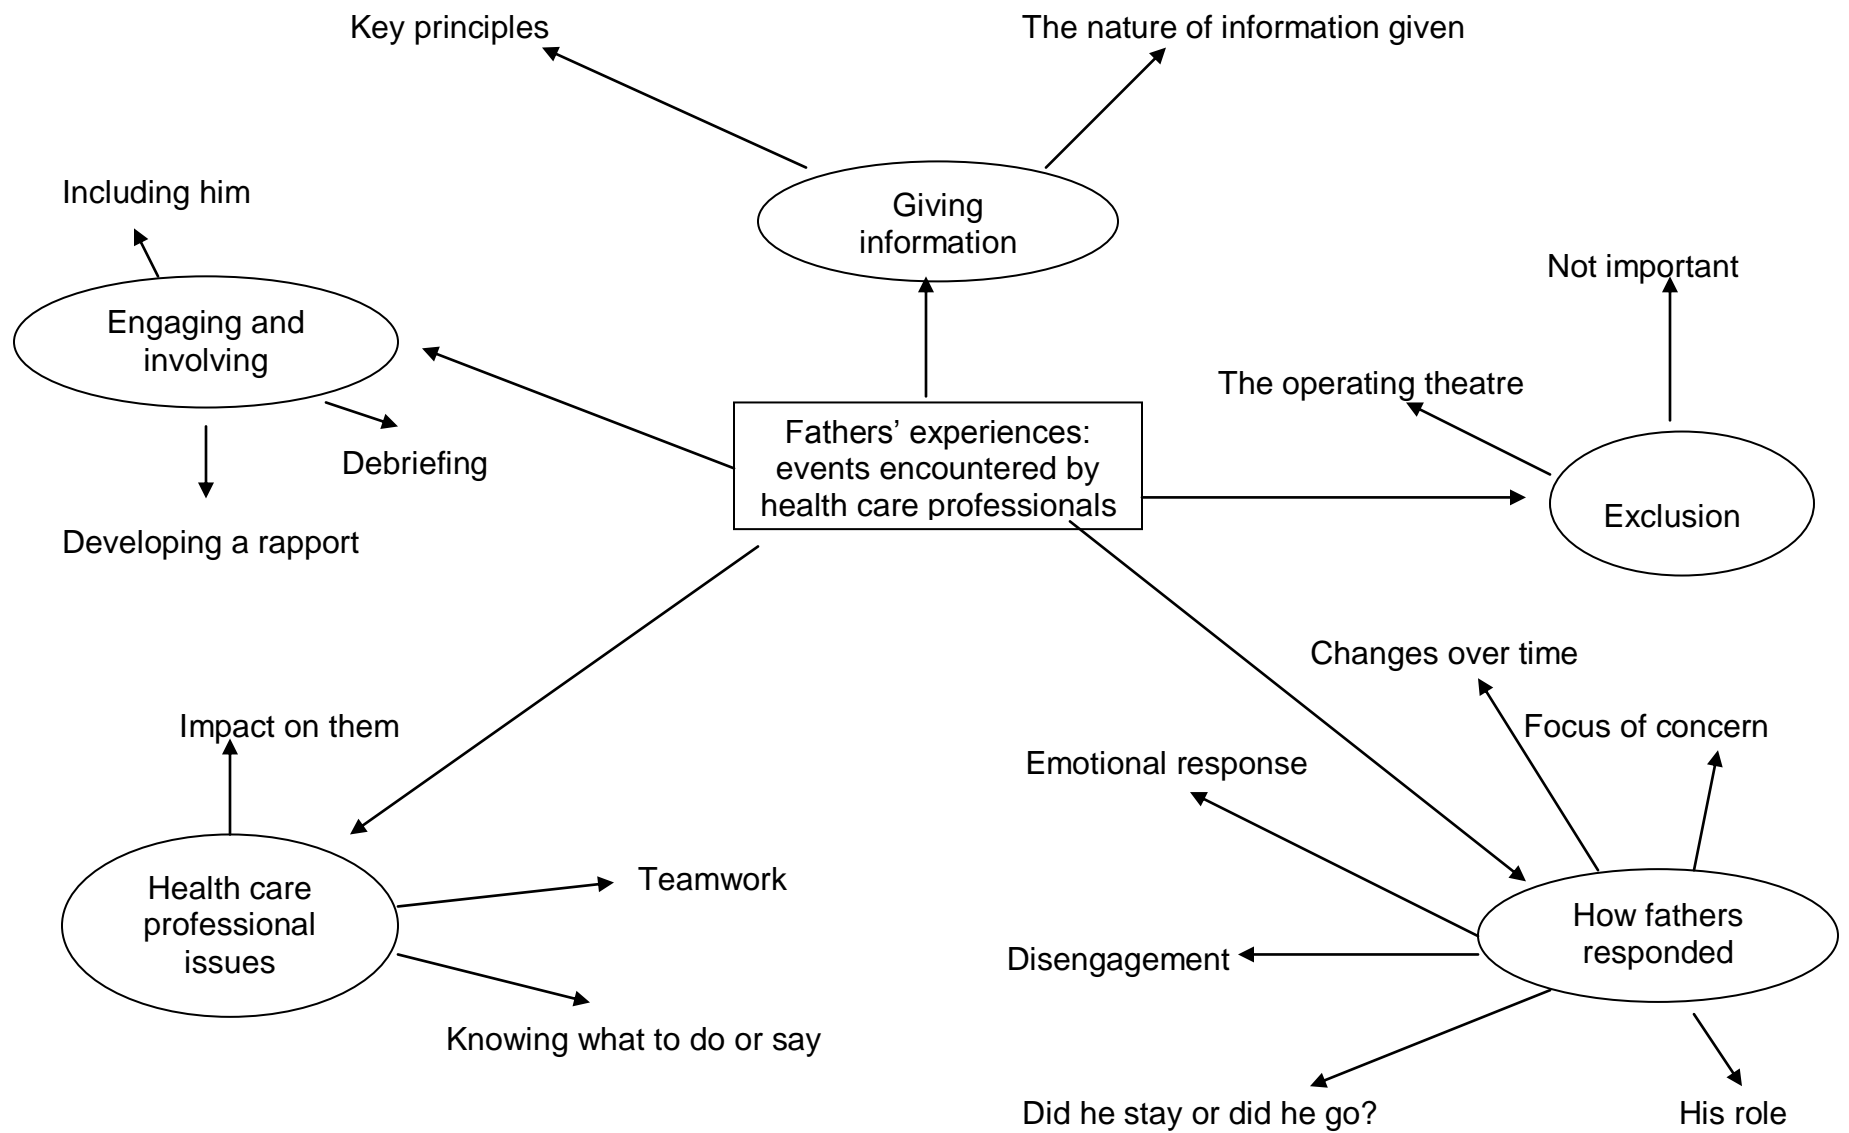 Key principles
The nature of information given
Including him
Giving
information
Not important
Engaging and
involving
The operating theatre
Debriefing
Fathers’ experiences:
events encountered by
health care professionals
Exclusion
Developing a rapport
Changes over time
Impact on them
Focus of concern
Emotional response
Health care
professional
issues
Teamwork
How fathers
responded
Disengagement
Knowing what to do or say
Did he stay or did he go?
His role